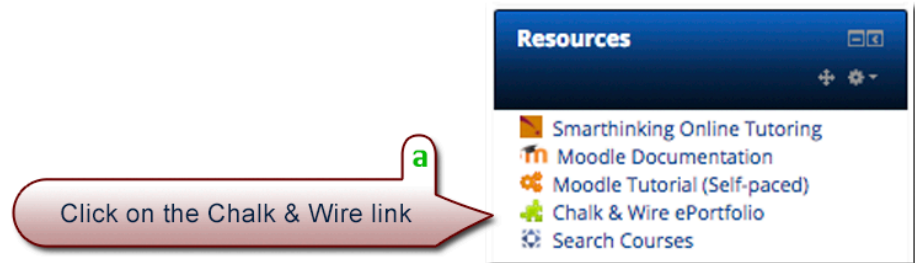 Resources
Smarthinking Online Tutoring
Moodle Documentation
Moodle Tutorial (Self-paced)
a
Click on the Chalk & Wire link
Chalk & Wire ePortfolio
Search Courses